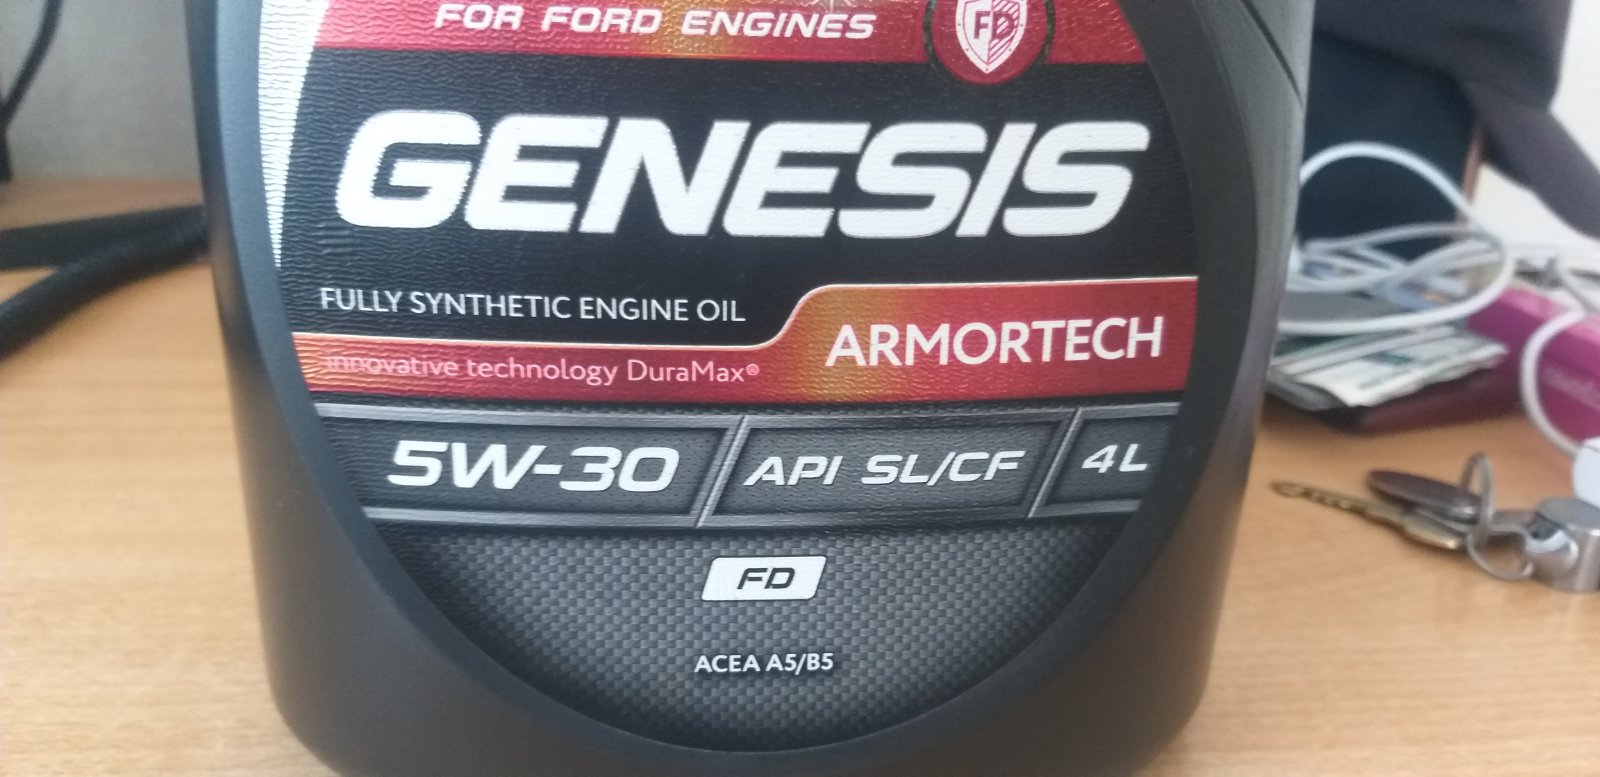 FOR FORD ENGINES
FD
GENESIS
FULLY SYNTHETIC ENGINE OIL
ARMORTECH
innovative technology DuraMax®
5W-30
API SL/CF
4L
FD
ACEA A5/B5